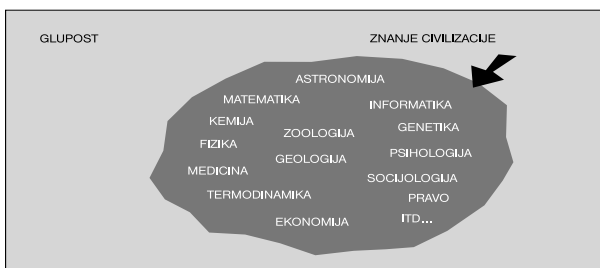 GLUPOST
ZNANJE CIVILIZACIJE
ASTRONOMIJA
MATEMATIKA
INFORMATIKA
KEMIJA
GENETIKA
ZOOLOGIJA
FIZIKA
PSIHOLOGIJA
GEOLOGIJA
MEDICINA
SOCIJOLOGIJA
TERMODINAMIKA
PRAVO
EKONOMIJA
ITD...